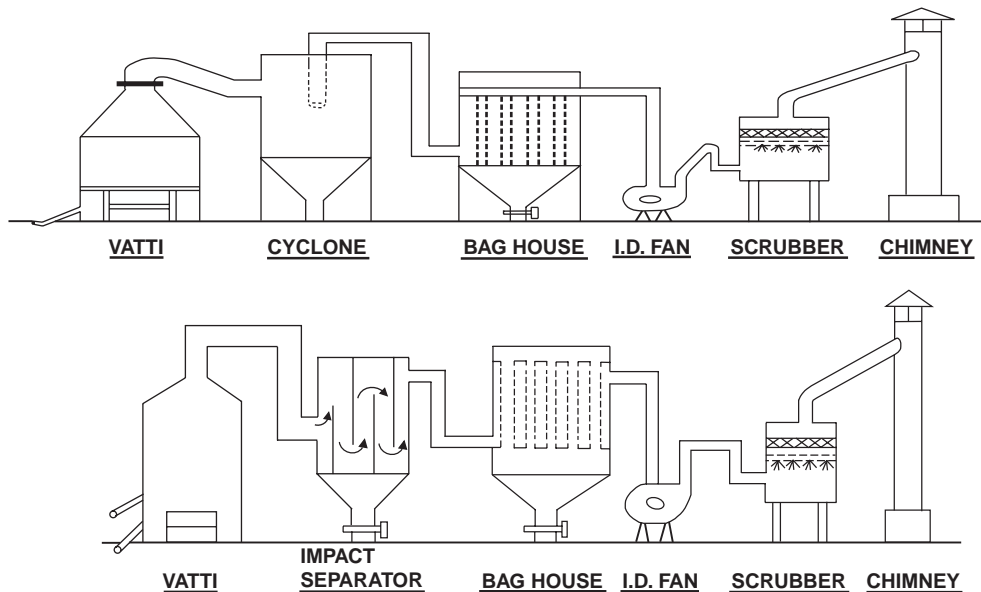 VATTI CYCLONE BAG HOUSE I.D. FAN SCRUBBER CHIMNEY
IMPACT
VATTI SEPARATOR BAG HOUSE I.D. FAN SCRUBBER CHIMNEY